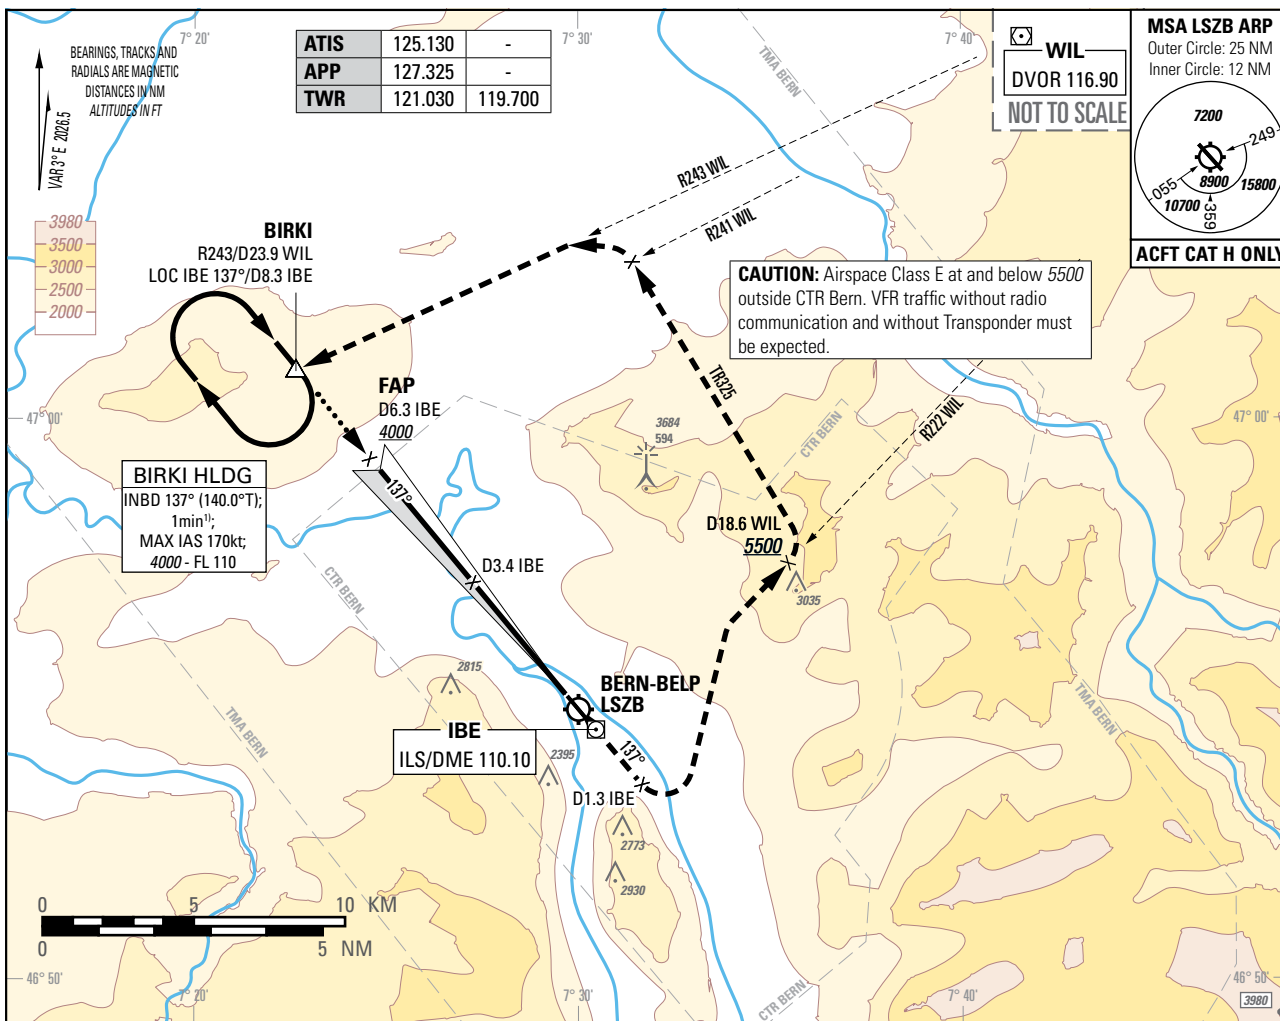 7° 20'
7° 30'
7° 40'
BEARINGS, TRACKS AND
RADIALS ARE MAGNETIC
DISTANCES IN NM
ALTITUDES IN FT
VAR 3° E 2026.5
ATIS 125.130 -
APP 127.325 -
TWR 121.030 119.700
TMA BERN
WIL
DVOR 116.90
NOT TO SCALE
MSA LSZB ARP
Outer Circle: 25 NM
Inner Circle: 12 NM
7200
249
055
8900
15800
10700
359
ACFT CAT H ONLY
3980
3500
3000
2500
2000
BIRKI
R243/D23.9 WIL
LOC IBE 137°/D8.3 IBE
R243 WIL
R241 WIL
CAUTION: Airspace Class E at and below 5500
outside CTR Bern. VFR traffic without radio
communication and without Transponder must
be expected.
FAP
D6.3 IBE
4000
TR325
R222 WIL
CTR BERN
3684
594
47° 00'
47° 00'
BIRKI HLDG
INBD 137° (140.0°T);
1min¹⁾;
MAX IAS 170kt;
4000 - FL 110
137°
D18.6 WIL
5500
3035
D3.4 IBE
CTR BERN
2815
BERN-BELP
LSZB
IBE
ILS/DME 110.10
137°
2395
D1.3 IBE
2773
2930
TMA BERN
TMA BERN
0 5 10 KM
0 5 NM
46° 50'
46° 50'
7° 20'
7° 30'
7° 40'
CTR BERN
3980